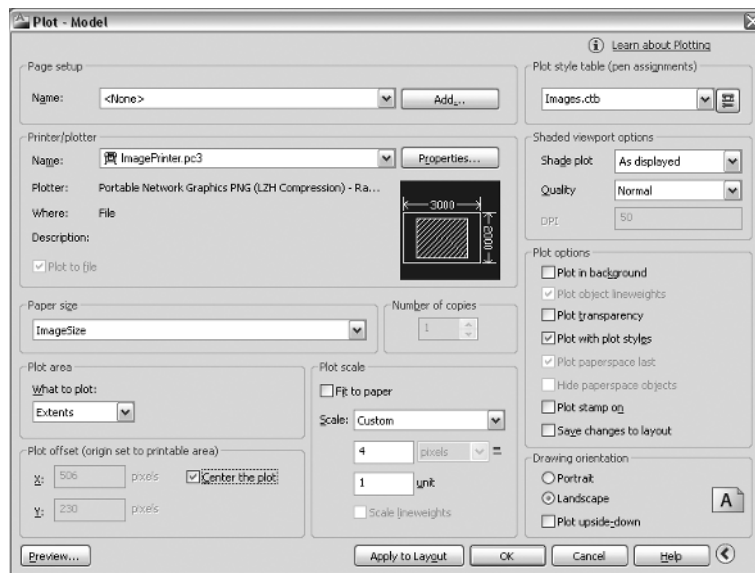 Plot - Model
Learn about Plotting
Page setup
Name: <None> Add...
Plot style table (pen assignments)
Images.ctb
Printer/plotter
Name: ImagePrinter.pc3 Properties...
Plotter: Portable Network Graphics PNG (LZH Compression) - Ra...
Where: File
Description:
Plot to file
3000
2000
Shaded viewport options
Shade plot As displayed
Quality Normal
DPI 50
Paper size
ImageSize
Number of copies
1
Plot area
What to plot:
Extents
Plot offset (origin set to printable area)
X: 506 pixels Center the plot
Y: 230 pixels
Plot scale
Fit to paper
Scale: Custom
4 pixels =
1 unit
Scale lineweights
Plot options
Plot in background
Plot object lineweights
Plot transparency
Plot with plot styles
Plot paperspace last
Hide paperspace objects
Plot stamp on
Save changes to layout
Drawing orientation
Portrait
Landscape
Plot upside-down
A
Preview... Apply to Layout OK Cancel Help